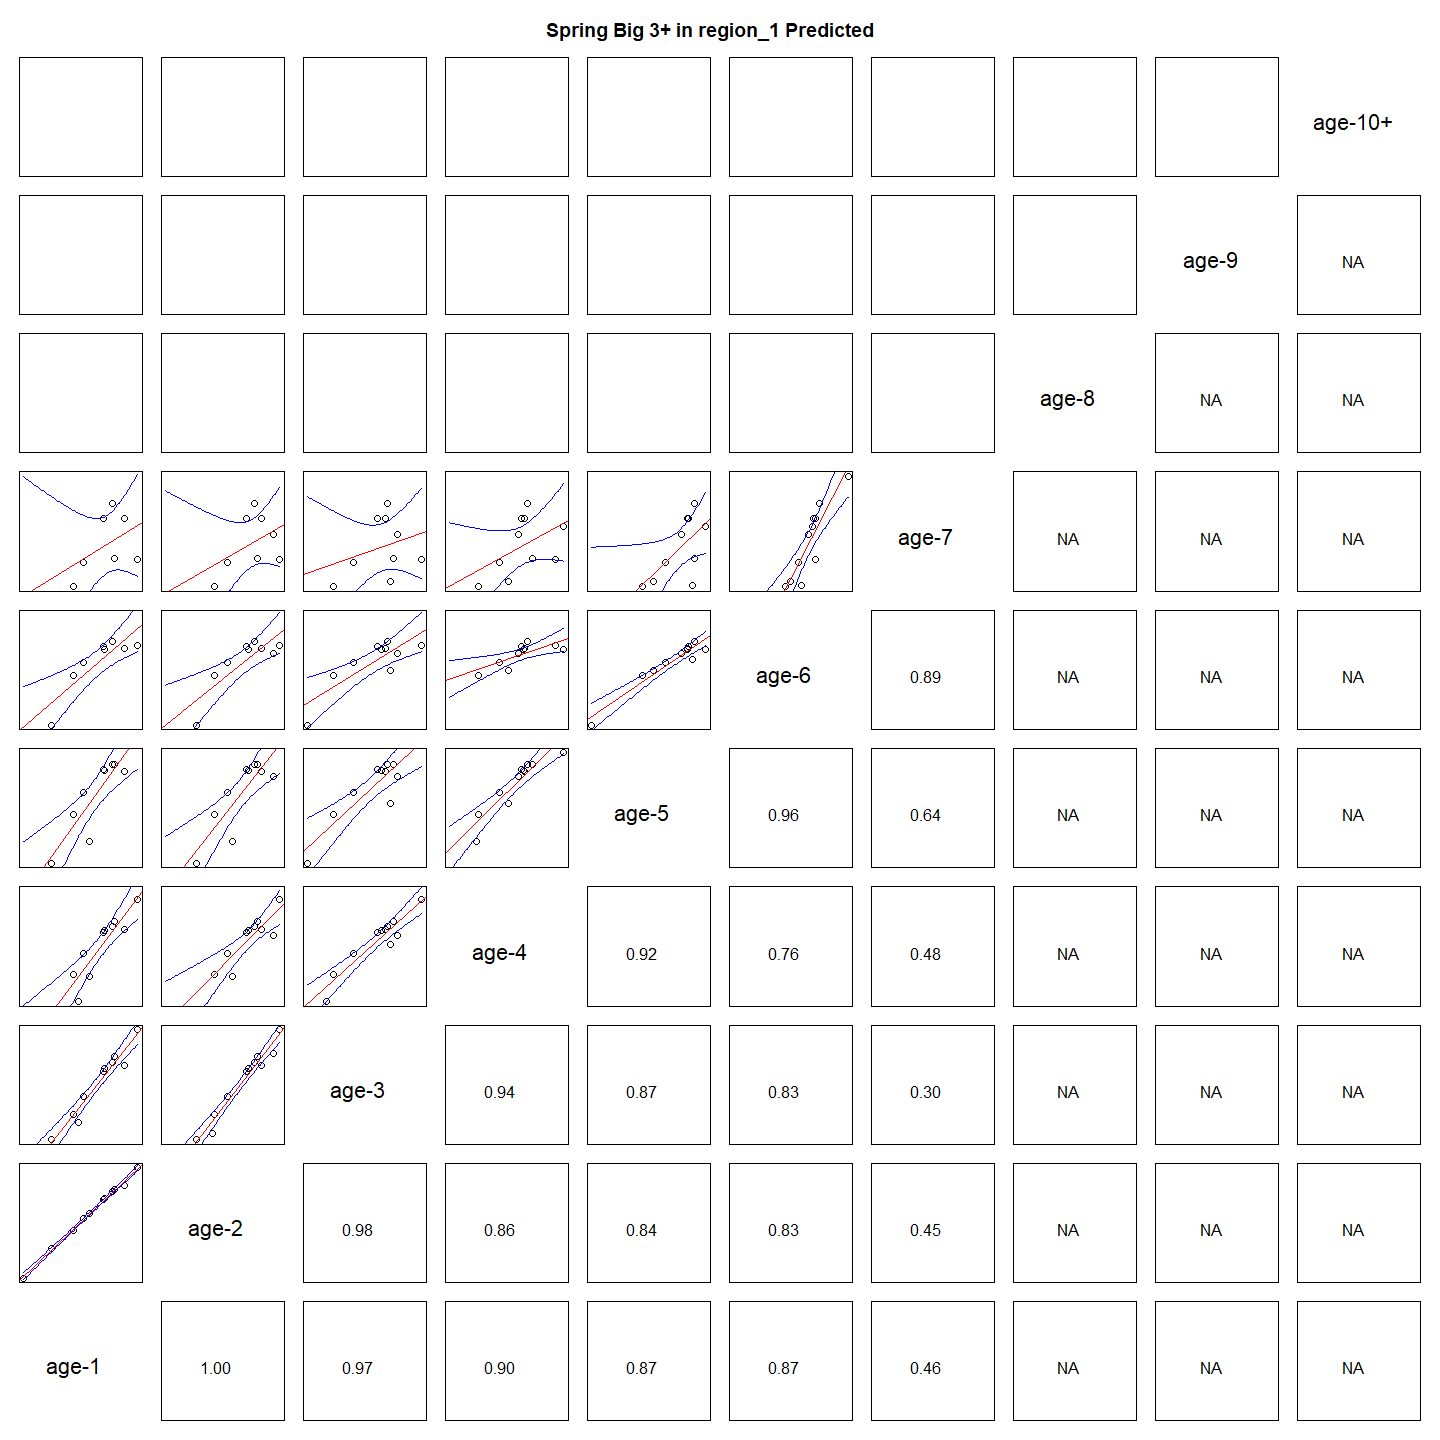 Spring Big 3+ in region_1 Predicted
age-10+
age-9 NA
age-8 NA NA
age-7 NA NA NA
age-6 0.89 NA NA NA
age-5 0.96 0.64 NA NA NA
age-4 0.92 0.76 0.48 NA NA NA
age-3 0.94 0.87 0.83 0.30 NA NA NA
age-2 0.98 0.86 0.84 0.83 0.45 NA NA NA
age-1 1.00 0.97 0.90 0.87 0.87 0.46 NA NA NA